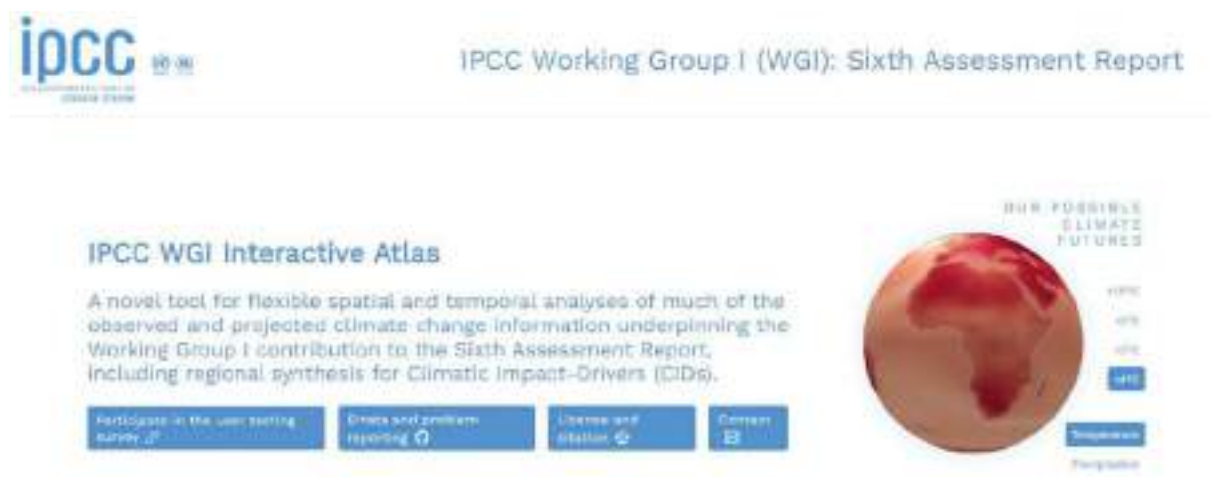 ipcc
IPCC Working Group I (WGI): Sixth Assessment Report
OUR POSSIBLE
CLIMATE
FUTURES
IPCC WGI Interactive Atlas
A novel tool for flexible spatial and temporal analyses of much of the
observed and projected climate change information underpinning the
Working Group I contribution to the Sixth Assessment Report,
including regional synthesis for Climatic Impact-Drivers (CIDs).
Participate in the user testing
survey
Errata and problem
reporting
License and
citation
Contact
Temperature
Precipitation